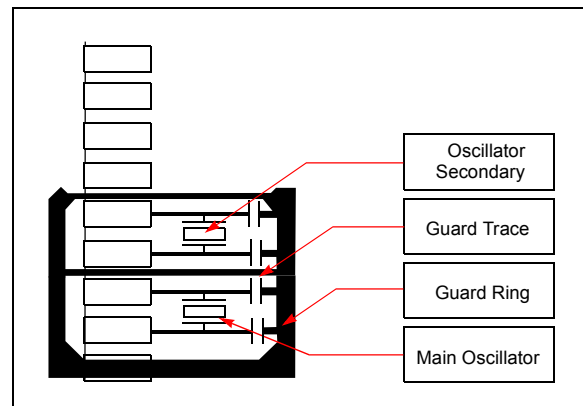 Oscillator
Secondary
Guard Trace
Guard Ring
Main Oscillator